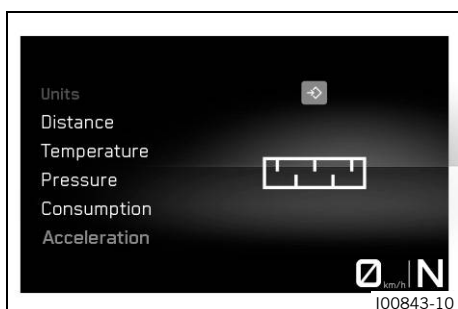 Units
Distance
Temperature
Pressure
Consumption
Acceleration
0 km/h N
I00843-10